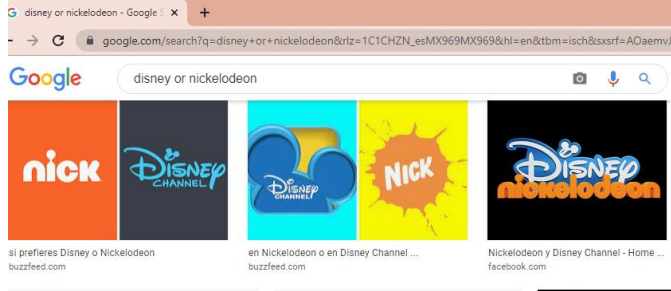 disney or nickelodeon - Google S
google.com/search?q=disney+or+nickelodeon&rlz=1C1CHZN_esMX969MX969&hl=en&tbm=isch&sxsrf=AOaemv
Google
disney or nickelodeon
nick
Disney
CHANNEL
Disney
CHANNEL
NICK
Disney
nickelodeon
si prefieres Disney o Nickelodeon
buzzfeed.com
en Nickelodeon o en Disney Channel ...
buzzfeed.com
Nickelodeon y Disney Channel - Home ...
facebook.com